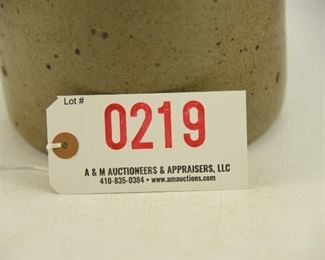 Lot #
0219
A & M AUCTIONEERS & APPRAISERS, LLC
410-835-0384 • www.amauctions.com